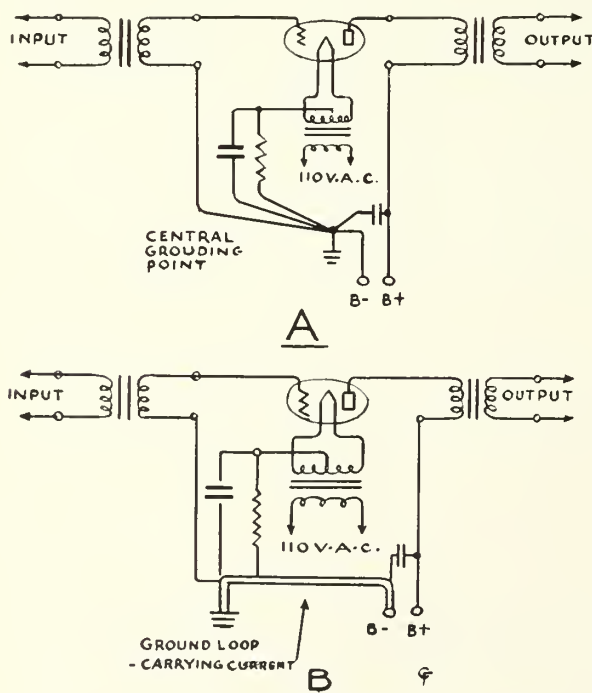 INPUT
OUTPUT
110V.A.C.
CENTRAL
GROUNDING
POINT
B- B+
A
INPUT
OUTPUT
110V.A.C.
B- B+
GROUND LOOP
- CARRYING CURRENT
B